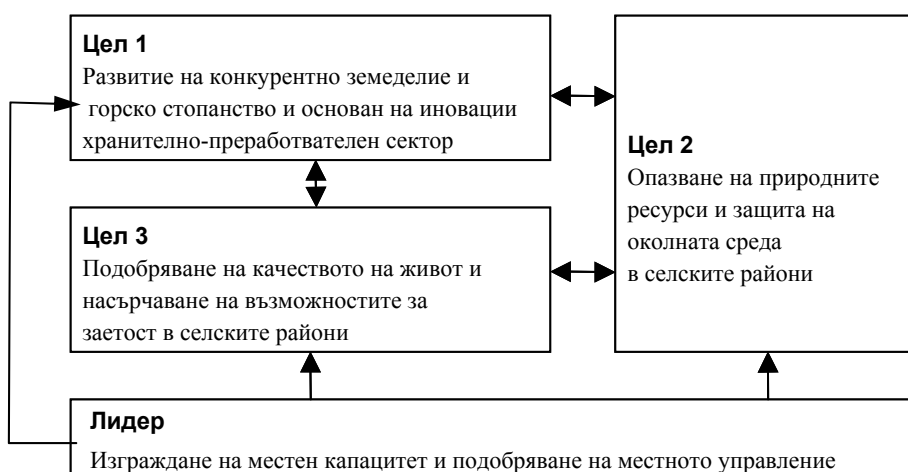 Цел 1
Развитие на конкурентно земеделие и
горско стопанство и основан на иновации
хранително-преработвателен сектор
Цел 2
Опазване на природните
ресурси и защита на
околната среда
в селските райони
Цел 3
Подобряване на качеството на живот и
насърчаване на възможностите за
заетост в селските райони
Лидер
Изграждане на местен капацитет и подобряване на местното управление